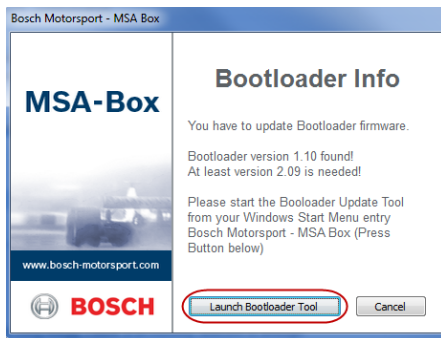 Bosch Motorsport - MSA Box
MSA-Box
www.bosch-motorsport.com
BOSCH
Bootloader Info
You have to update Bootloader firmware.
Bootloader version 1.10 found!
At least version 2.09 is needed!
Please start the Booloader Update Tool
from your Windows Start Menu entry
Bosch Motorsport - MSA Box (Press
Button below)
Launch Bootloader Tool
Cancel